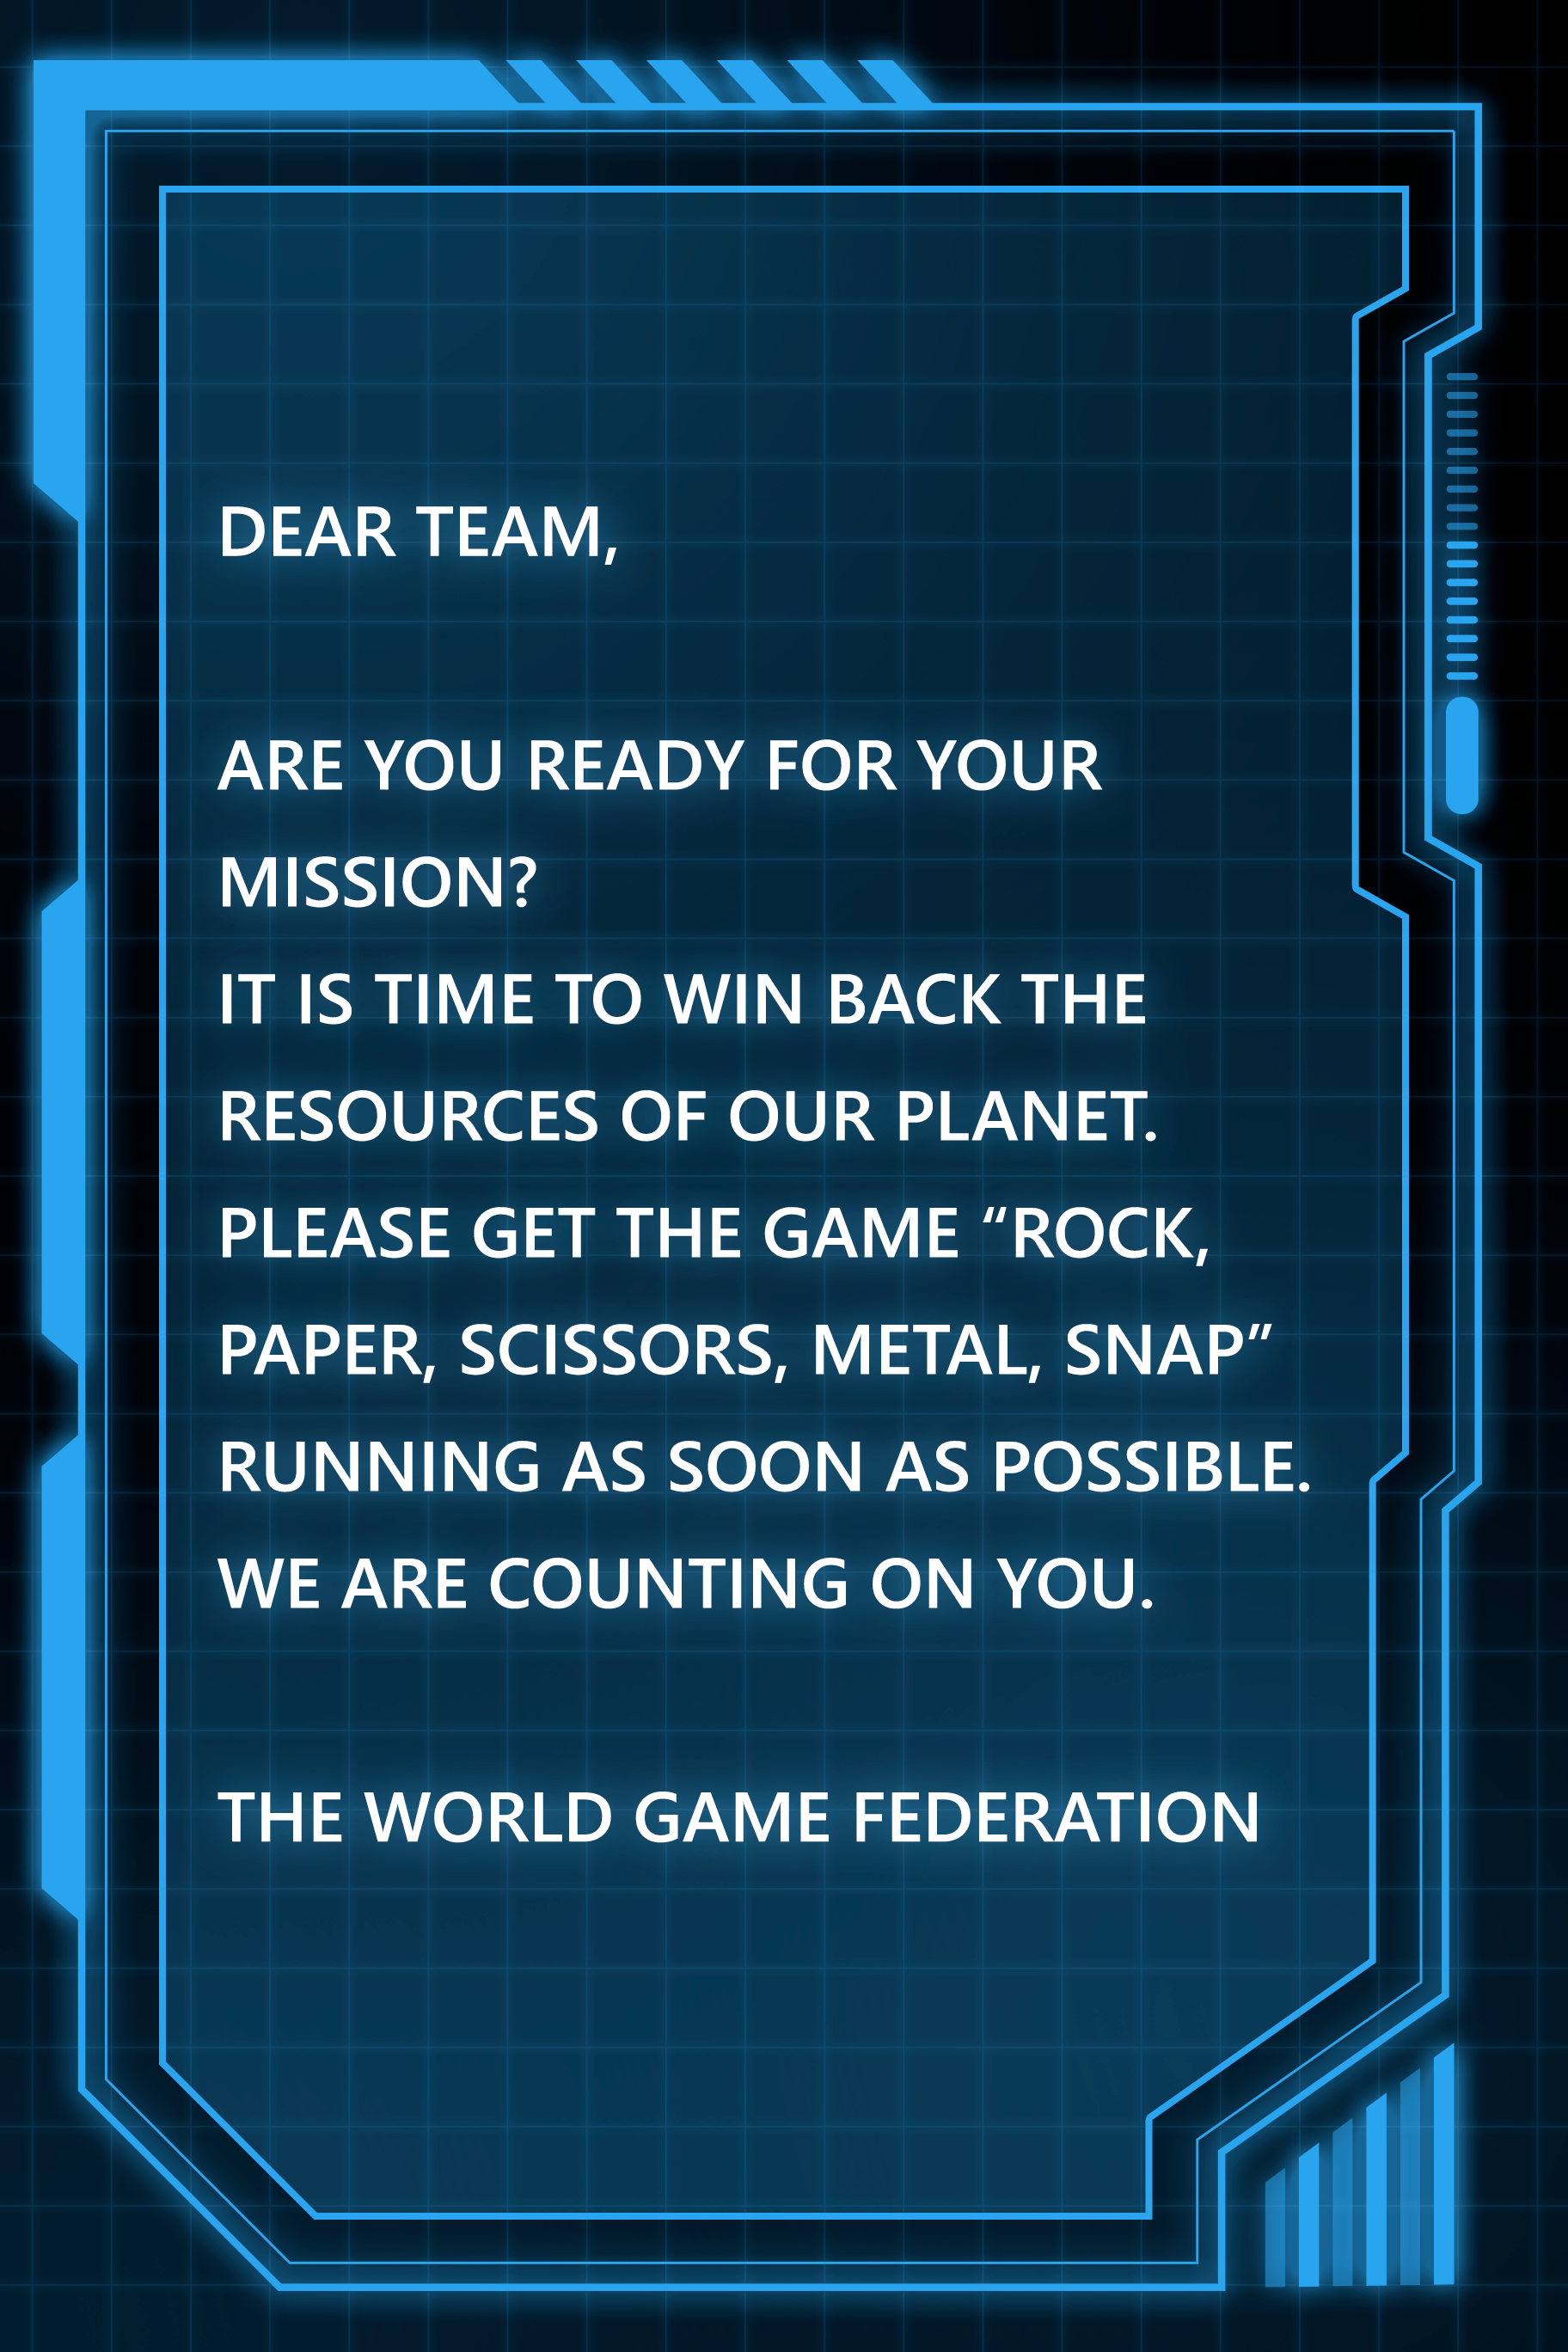 DEAR TEAM,
ARE YOU READY FOR YOUR
MISSION?
IT IS TIME TO WIN BACK THE
RESOURCES OF OUR PLANET.
PLEASE GET THE GAME “ROCK,
PAPER, SCISSORS, METAL, SNAP”
RUNNING AS SOON AS POSSIBLE.
WE ARE COUNTING ON YOU.
THE WORLD GAME FEDERATION